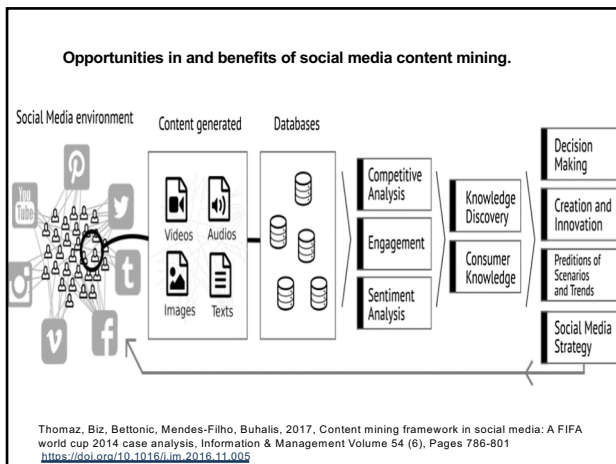 Opportunities in and benefits of social media content mining.
Social Media environment
Content generated
Databases
You
Tube
Videos
Audios
Images
Texts
Competitive
Analysis
Engagement
Sentiment
Analysis
Knowledge
Discovery
Consumer
Knowledge
Decision
Making
Creation and
Innovation
Preditions of
Scenarios
and Trends
Social Media
Strategy
Thomaz, Biz, Bettonic, Mendes-Filho, Buhalis, 2017, Content mining framework in social media: A FIFA
world cup 2014 case analysis, Information & Management Volume 54 (6), Pages 786-801
https://doi.org/10.1016/j.im.2016.11.005